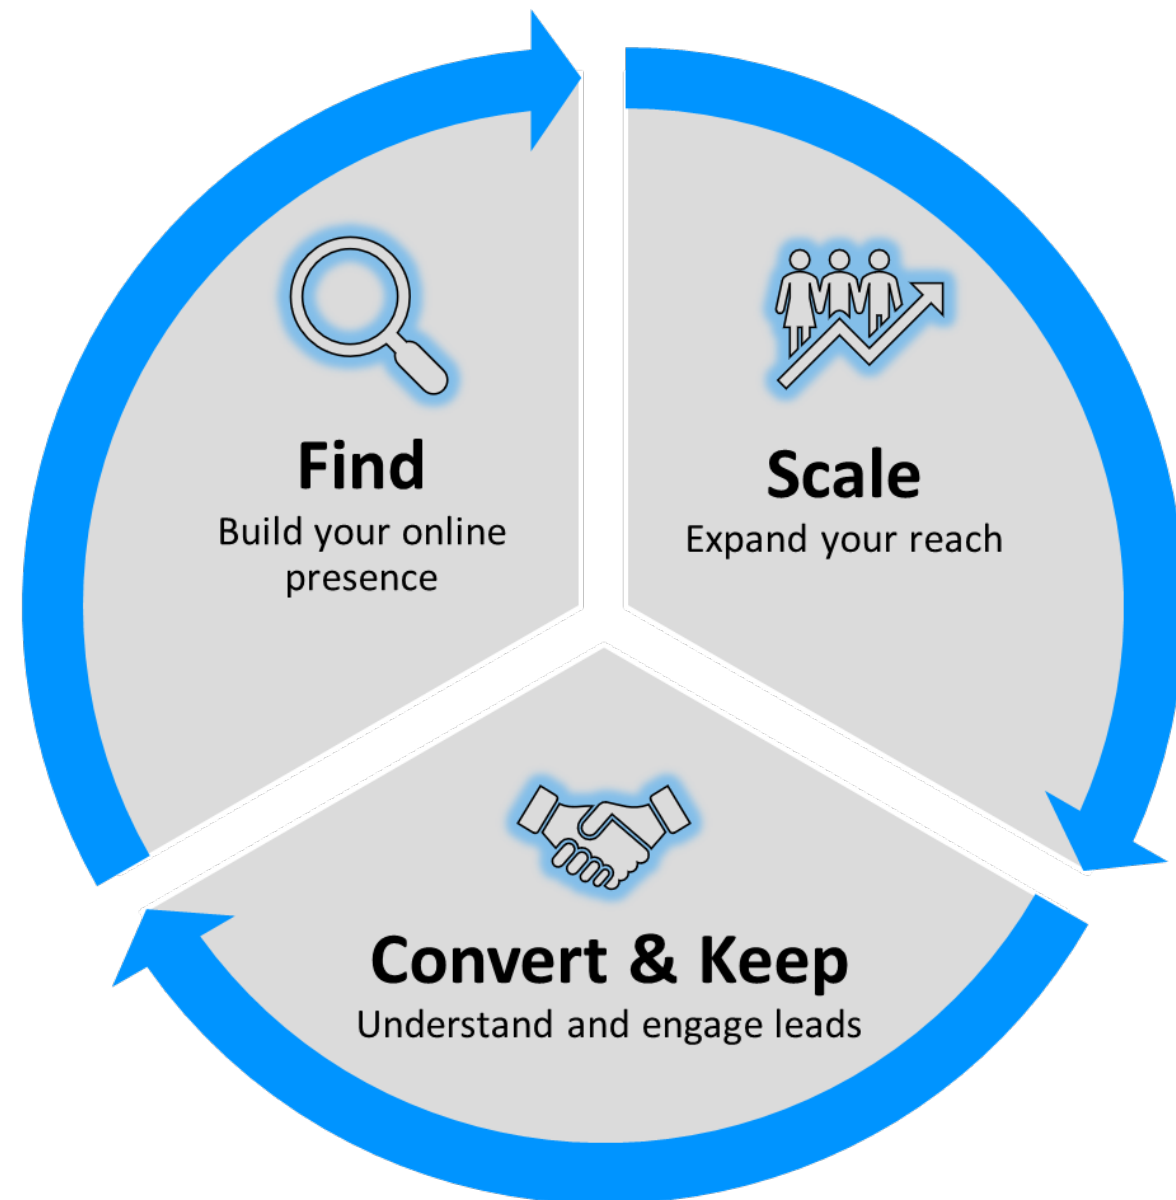 Find
Build your online
presence
Scale
Expand your reach
Convert & Keep
Understand and engage leads